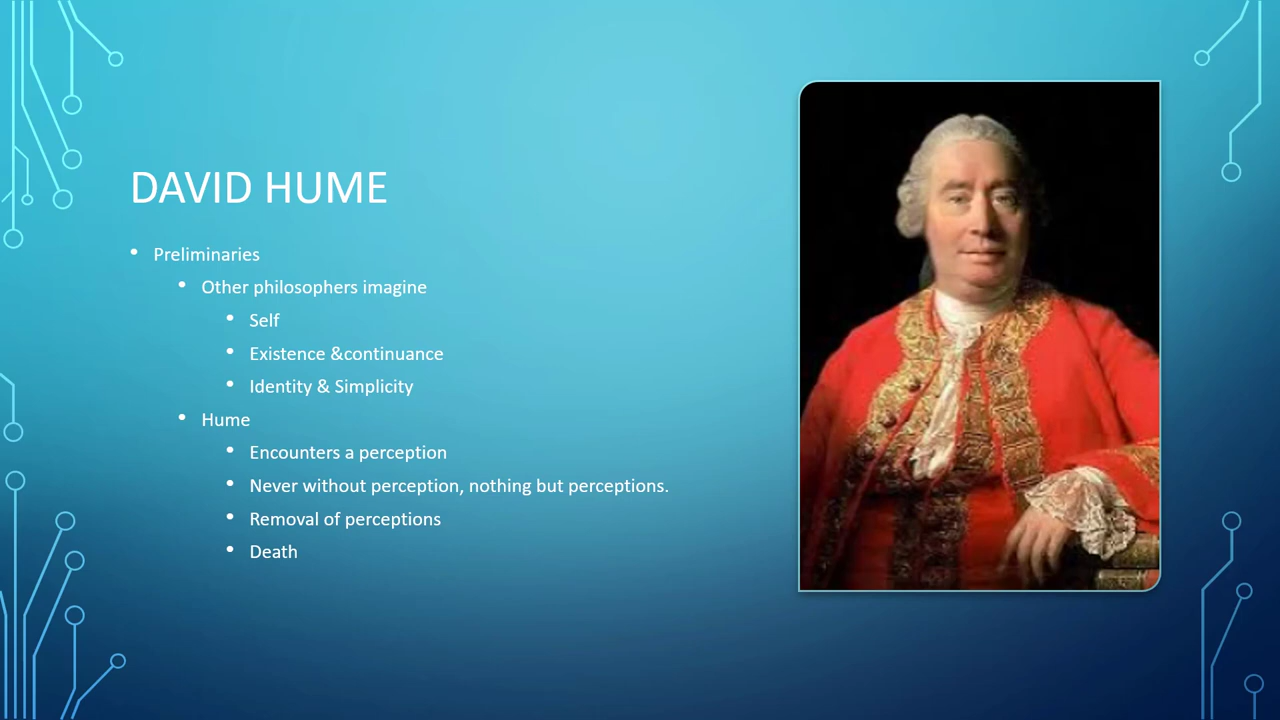 DAVID HUME
Preliminaries
Other philosophers imagine
Self
Existence &continuance
Identity & Simplicity
Hume
Encounters a perception
Never without perception, nothing but perceptions.
Removal of perceptions
Death